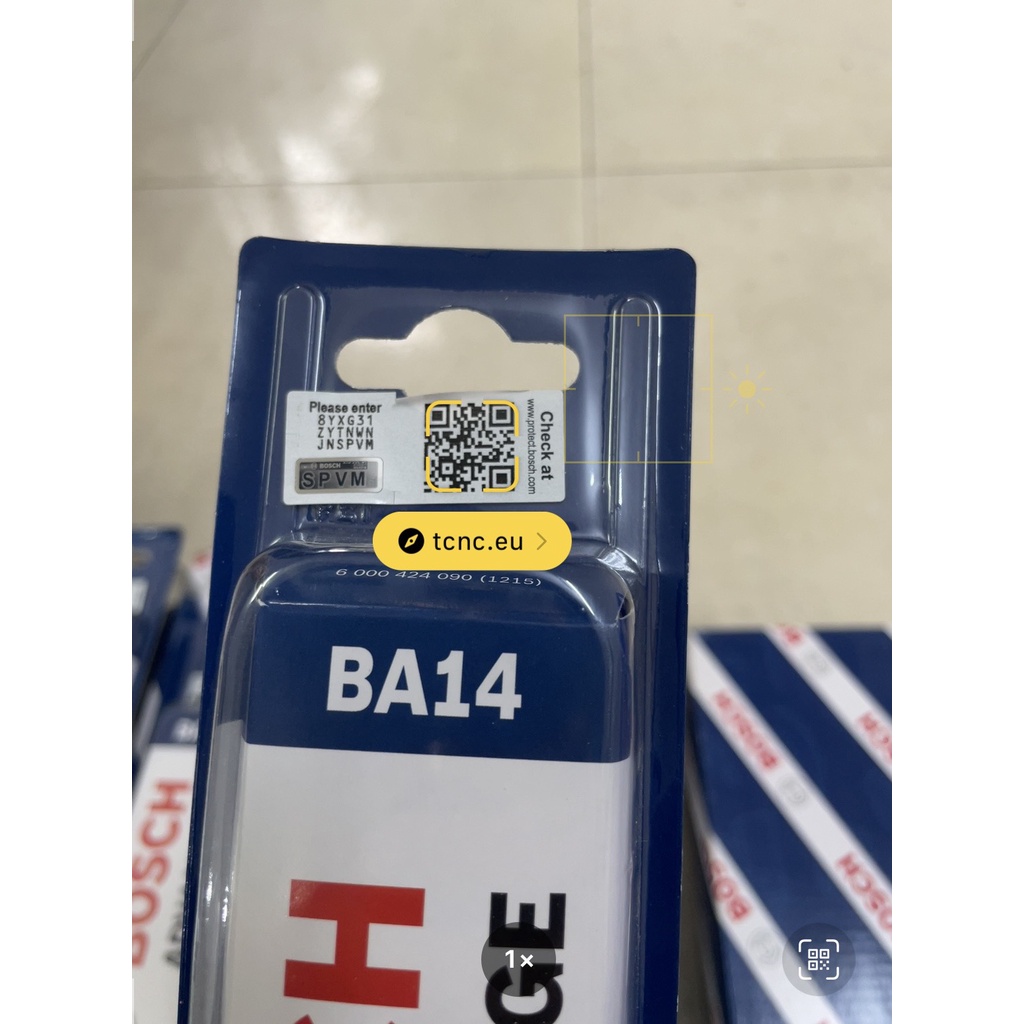 Please enter
8YXG31
ZYTNWN
JNSPVM
BOSCH
SPVM
Check at
www.protect.bosch.com
tcnc.eu
6 000 424 090 (1215)
BA14
BOSCH
H
GE
BOSCH
BOSCH
BOSCH
1×